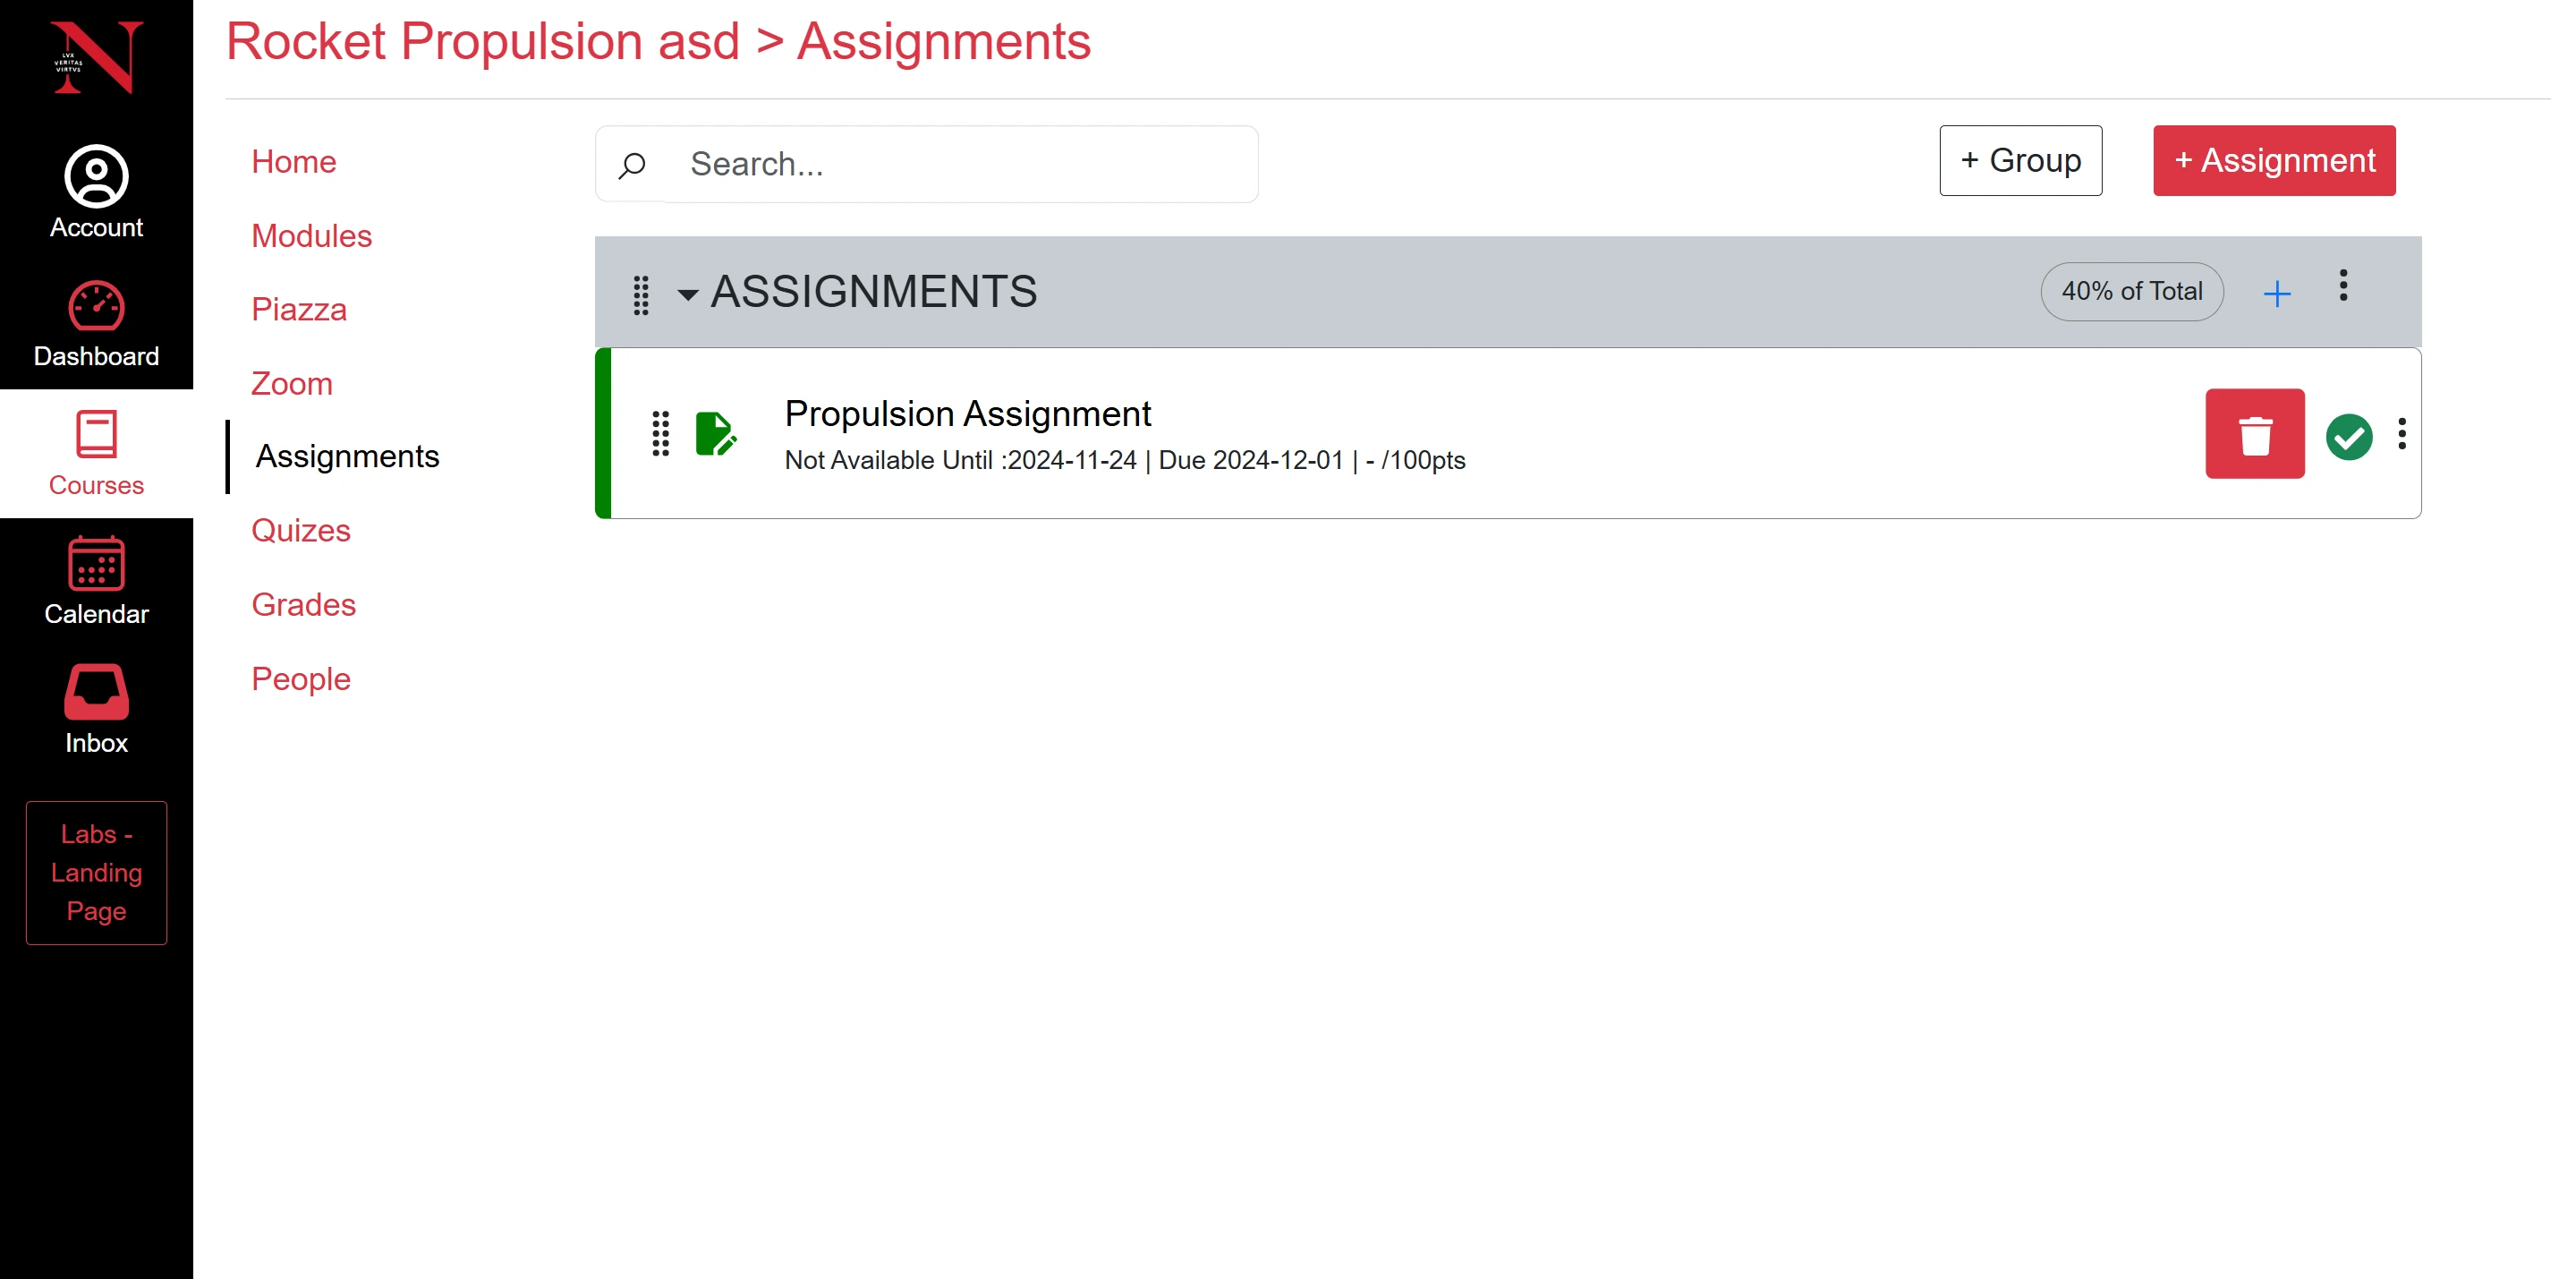 Rocket Propulsion asd > Assignments
LVX
VERITAS
VIRTVS
Account
Dashboard
Courses
Calendar
Inbox
Labs -
Landing
Page
Home
Modules
Piazza
Zoom
Assignments
Quizes
Grades
People
Search...
+ Group
+ Assignment
ASSIGNMENTS
40% of Total
Propulsion Assignment
Not Available Until :2024-11-24 | Due 2024-12-01 | - /100pts